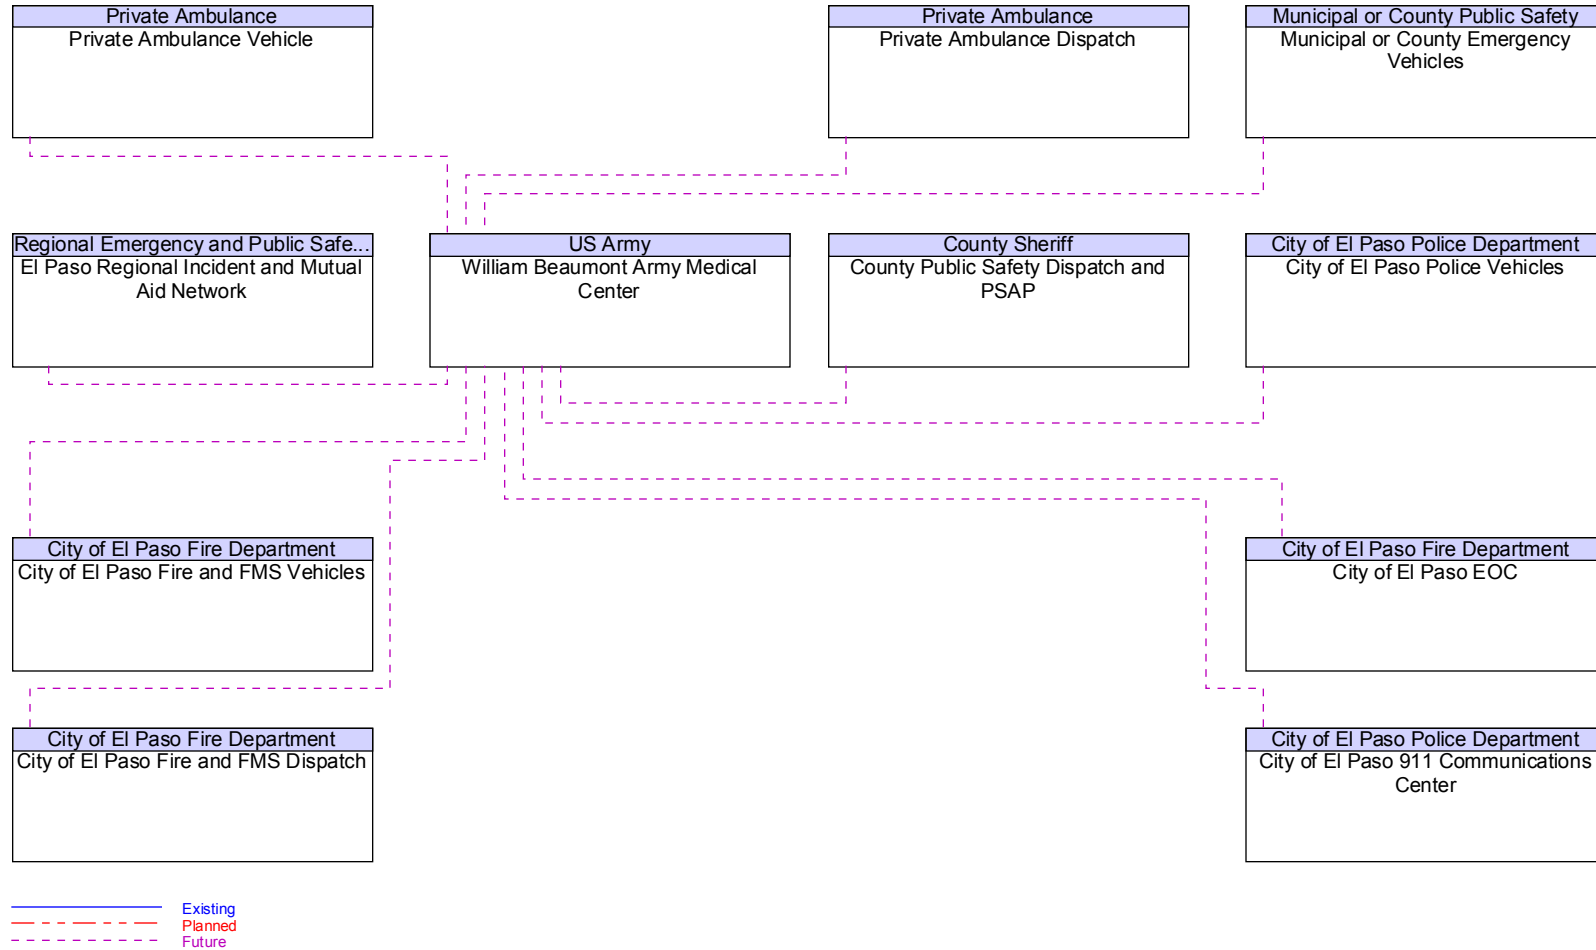 Private Ambulance
Private Ambulance Vehicle
Private Ambulance
Private Ambulance Dispatch
Municipal or County Public Safety
Municipal or County Emergency
Vehicles
Regional Emergency and Public Safe...
El Paso Regional Incident and Mutual
Aid Network
US Army
William Beaumont Army Medical
Center
County Sheriff
County Public Safety Dispatch and
PSAP
City of El Paso Police Department
City of El Paso Police Vehicles
City of El Paso Fire Department
City of El Paso Fire and FMS Vehicles
City of El Paso Fire Department
City of El Paso EOC
City of El Paso Fire Department
City of El Paso Fire and FMS Dispatch
City of El Paso Police Department
City of El Paso 911 Communications
Center
Existing
Planned
Future